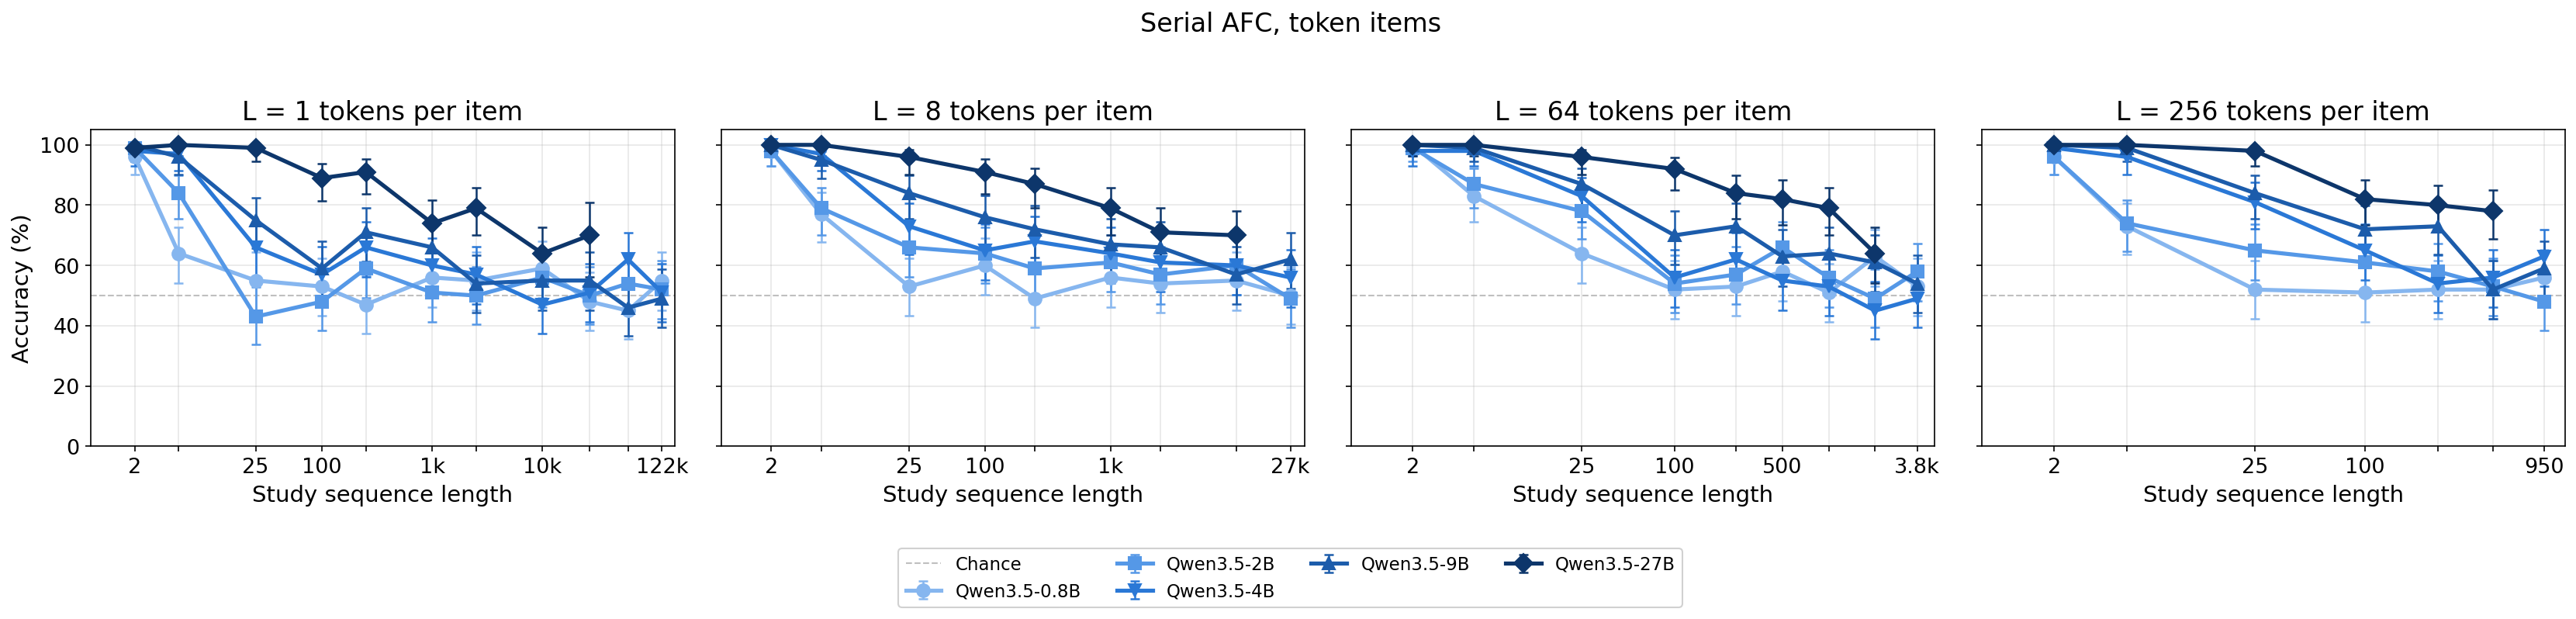 Serial AFC, token items
L = 1 tokens per item
L = 8 tokens per item
L = 64 tokens per item
L = 256 tokens per item
Accuracy (%)
100
80
60
40
20
0
2 25 100 1k 10k 122k
2 25 100 1k 27k
2 25 100 500 3.8k
2 25 100 950
Study sequence length
Study sequence length
Study sequence length
Study sequence length
Chance
Qwen3.5-0.8B
Qwen3.5-2B
Qwen3.5-4B
Qwen3.5-9B
Qwen3.5-27B